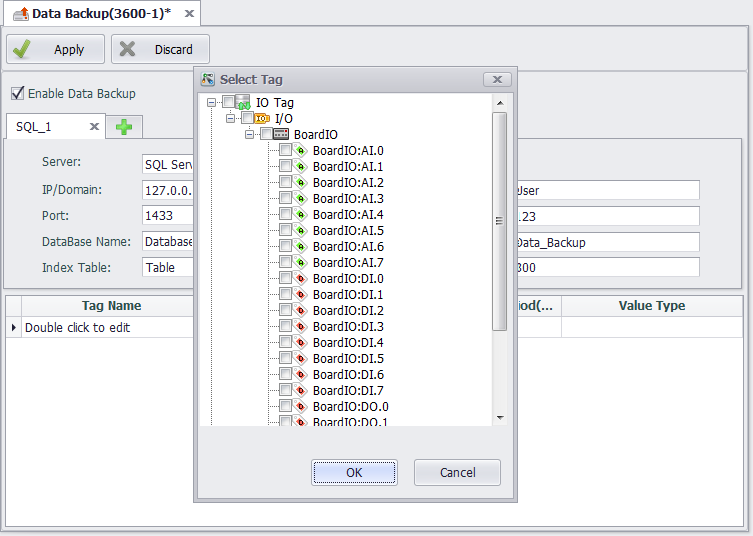 Data Backup(3600-1)*
Apply
Discard
Enable Data Backup
SQL_1
Server:
SQL Serv
IP/Domain:
127.0.0.
User
Port:
1433
123
DataBase Name:
Database
Data_Backup
Index Table:
Table
300
Tag Name
iod(...
Value Type
Double click to edit
Select Tag
IO Tag
IO
I/O
BoardIO
BoardIO:AI.0
BoardIO:AI.1
BoardIO:AI.2
BoardIO:AI.3
BoardIO:AI.4
BoardIO:AI.5
BoardIO:AI.6
BoardIO:AI.7
BoardIO:DI.0
BoardIO:DI.1
BoardIO:DI.2
BoardIO:DI.3
BoardIO:DI.4
BoardIO:DI.5
BoardIO:DI.6
BoardIO:DI.7
BoardIO:DO.0
BoardIO:DO.1
OK
Cancel